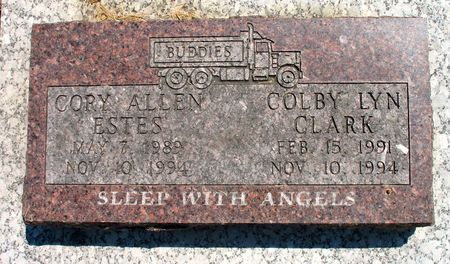 BUDDIES
CORY ALLEN
ESTES
MAY 7, 1989
NOV. 10, 1994
COLBY LYN
CLARK
FEB. 15, 1991
NOV. 10, 1994
SLEEP WITH ANGELS